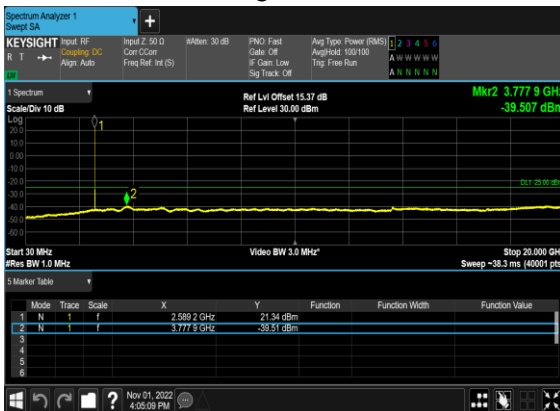 Spectrum Analyzer 1
Swept SA
+
KEYSIGHT Input: RF Input Z: 50 Ω #Atten: 30 dB PNO: Fast Avg Type: Power (RMS) 1 2 3 4 5 6
R T Coupling: DC Corr CCorr Gate: Off Avg|Hold: 100/100 A W W W W W
Align: Auto Freq Ref: Int (S) IF Gain: Low Trig: Free Run
LV Sig Track: Off A N N N N N
1 Spectrum Ref Lvl Offset 15.37 dB Mkr2 3.777 9 GHz
Scale/Div 10 dB Ref Level 30.00 dBm -39.507 dBm
Log
1
20.0
10.0
0.00
-10.0
-20.0
DL1 -25.00 dBm
-30.0
2
-40.0
-50.0
-60.0
Start 30 MHz Video BW 3.0 MHz* Stop 20.000 GHz
#Res BW 1.0 MHz Sweep ~38.3 ms (40001 pts)
5 Marker Table
Mode Trace Scale X Y Function Function Width Function Value
1 N 1 f 2.589 2 GHz 21.34 dBm
2 N 1 f 3.777 9 GHz -39.51 dBm
3
4
5
6
? Nov 01, 2022
4:05:09 PM